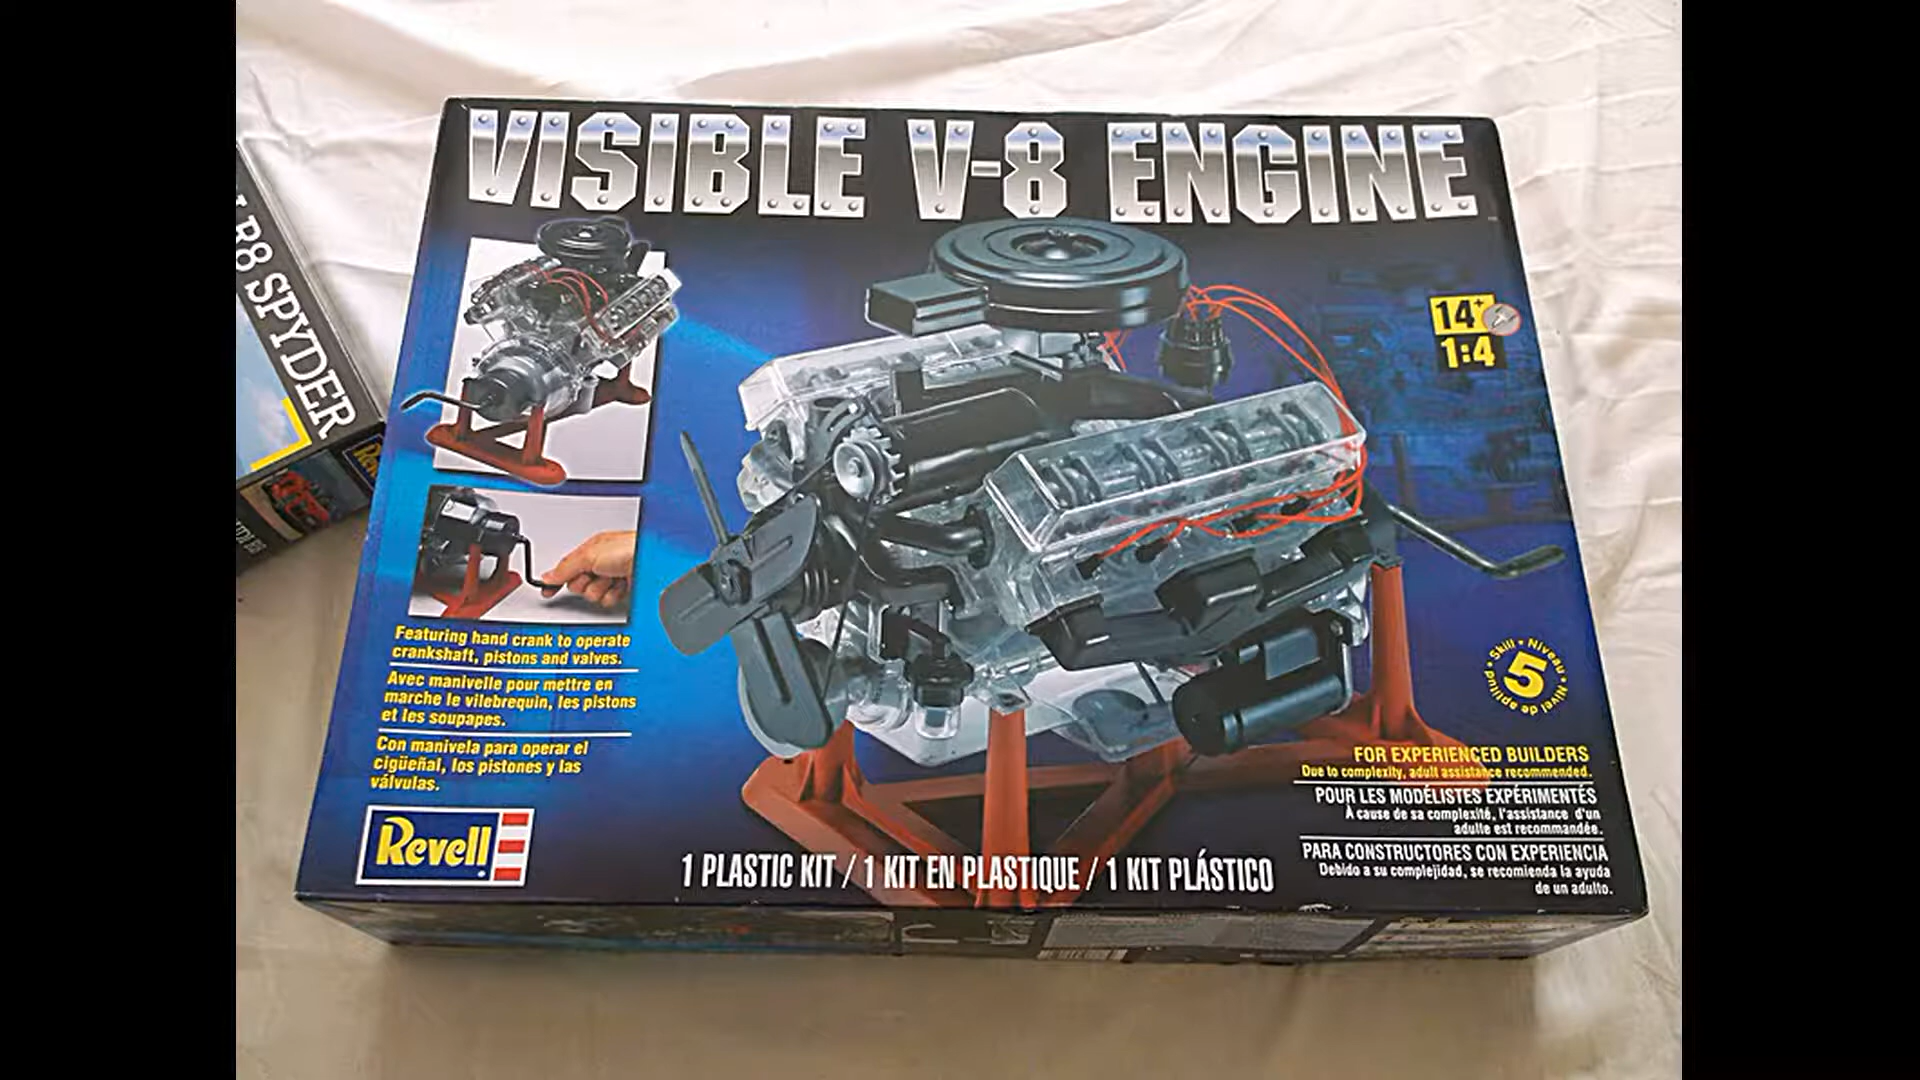 VISIBLE V-8 ENGINE
R8 SPYDER
14+
1:4
Featuring hand crank to operate
crankshaft, pistons and valves.
Avec manivelle pour mettre en
marche le vilebrequin, les pistons
et les soupapes.
Con manivela para operar el
cigüeñal, los pistones y las
válvulas.
Skill • Niveau • Nivel de aptitud •
5
FOR EXPERIENCED BUILDERS
Due to complexity, adult assistance recommended.
POUR LES MODÉLISTES EXPÉRIMENTÉS
À cause de sa complexité, l'assistance d'un
adulte est recommandée.
PARA CONSTRUCTORES CON EXPERIENCIA
Debido a su complejidad, se recomienda la ayuda
de un adulto.
Revell
1 PLASTIC KIT / 1 KIT EN PLASTIQUE / 1 KIT PLÁSTICO